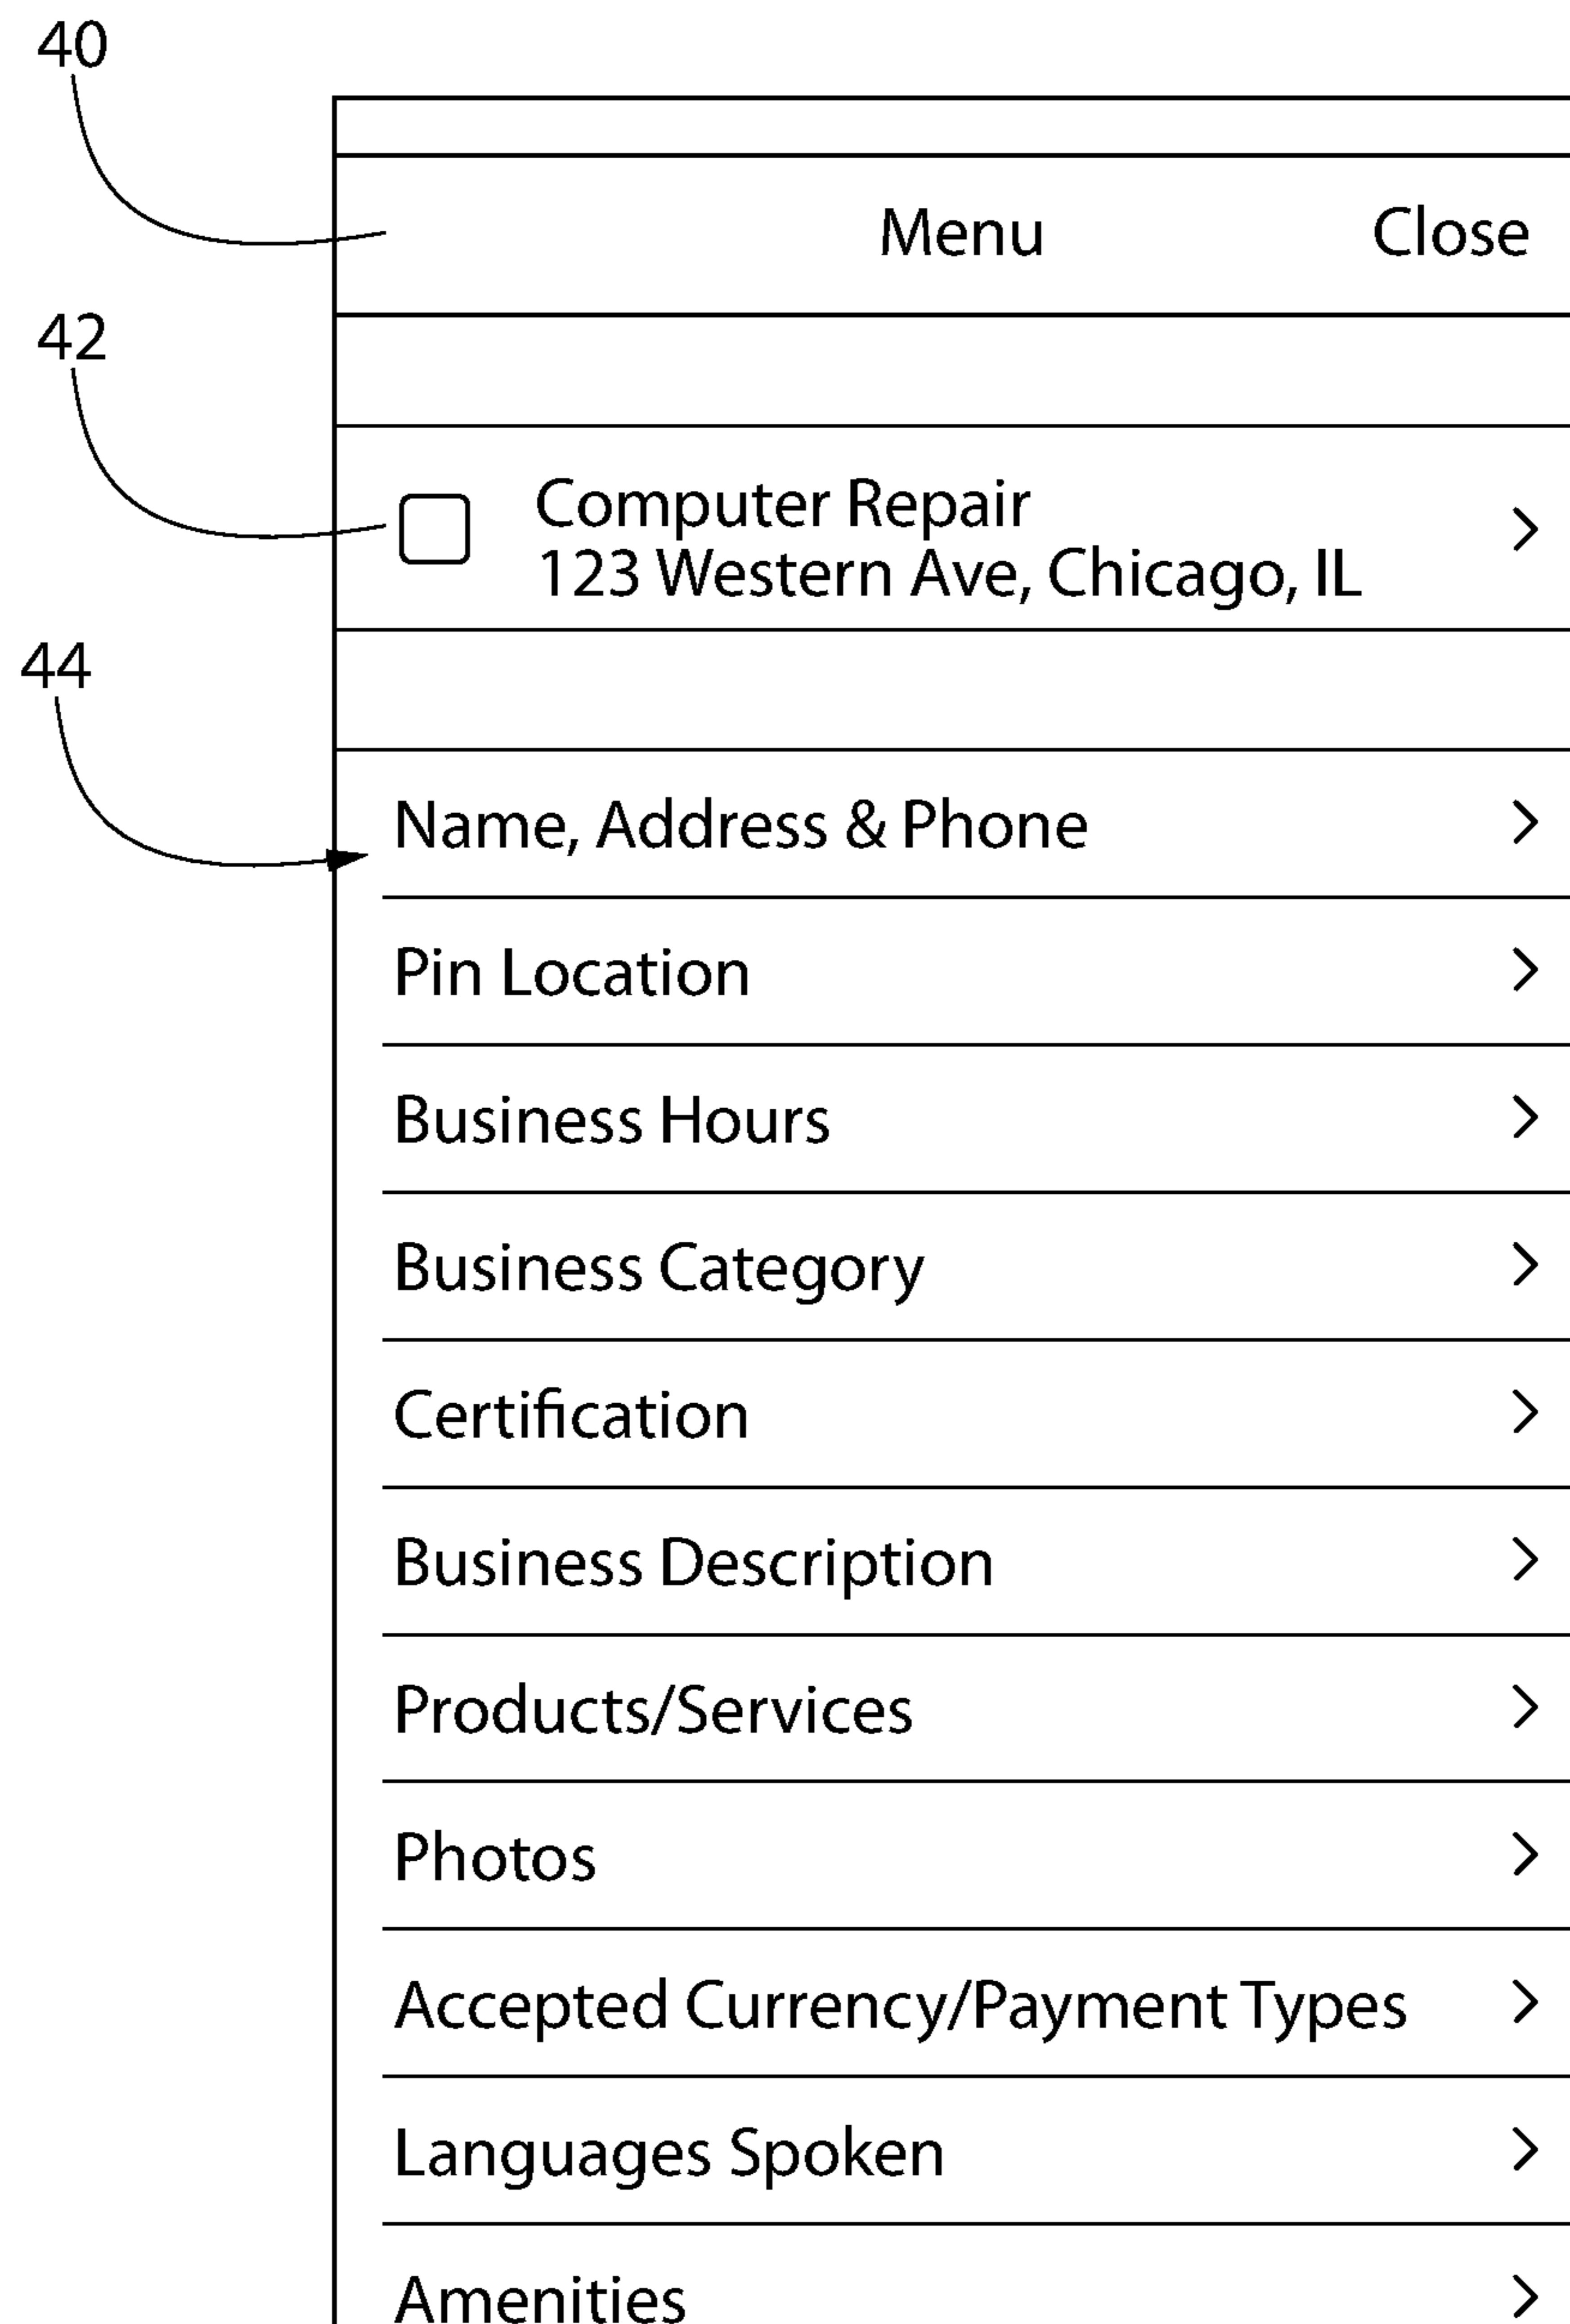 40
Menu Close
42
Computer Repair
123 Western Ave, Chicago, IL
44
Name, Address & Phone
Pin Location
Business Hours
Business Category
Certification
Business Description
Products/Services
Photos
Accepted Currency/Payment Types
Languages Spoken
Amenities